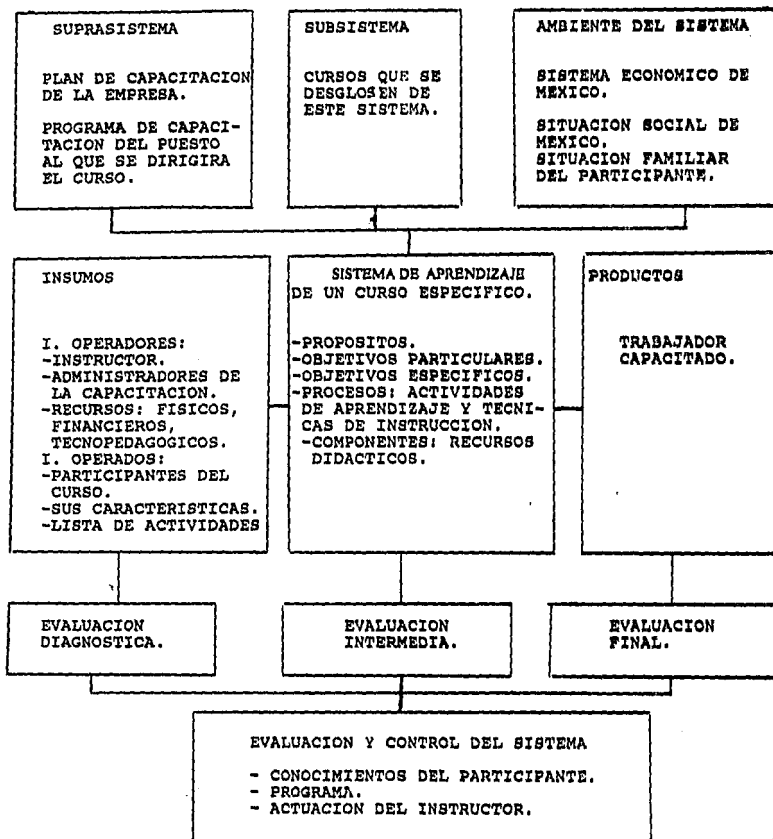 SUPRASISTEMA
PLAN DE CAPACITACION
DE LA EMPRESA.
PROGRAMA DE CAPACI-
TACION DEL PUESTO
AL QUE SE DIRIGIRA
EL CURSO.
SUBSISTEMA
CURSOS QUE SE
DESGLOSEN DE
ESTE SISTEMA.
AMBIENTE DEL SISTEMA
SISTEMA ECONOMICO DE
MEXICO.
SITUACION SOCIAL DE
MEXICO.
SITUACION FAMILIAR
DEL PARTICIPANTE.
INSUMOS
I. OPERADORES:
-INSTRUCTOR.
-ADMINISTRADORES DE
LA CAPACITACION.
-RECURSOS: FISICOS,
FINANCIEROS,
TECNOPEDAGOGICOS.
I. OPERADOS:
-PARTICIPANTES DEL
CURSO.
-SUS CARACTERISTICAS.
-LISTA DE ACTIVIDADES
SISTEMA DE APRENDIZAJE
DE UN CURSO ESPECIFICO.
-PROPOSITOS.
-OBJETIVOS PARTICULARES.
-OBJETIVOS ESPECIFICOS.
-PROCESOS: ACTIVIDADES
DE APRENDIZAJE Y TECNI-
CAS DE INSTRUCCION.
-COMPONENTES: RECURSOS
DIDACTICOS.
PRODUCTOS
TRABAJADOR
CAPACITADO.
EVALUACION
DIAGNOSTICA.
EVALUACION
INTERMEDIA.
EVALUACION
FINAL.
EVALUACION Y CONTROL DEL SISTEMA
- CONOCIMIENTOS DEL PARTICIPANTE.
- PROGRAMA.
- ACTUACION DEL INSTRUCTOR.